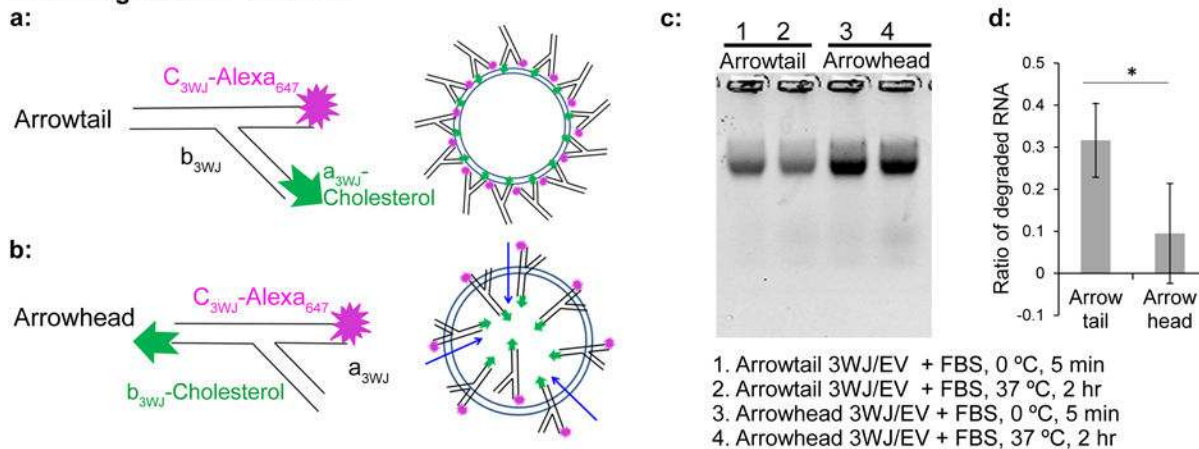 a:
C3WJ-Alexa647
Arrowtail
b3WJ
a3WJ-
Cholesterol
b:
C3WJ-Alexa647
Arrowhead
a3WJ
b3WJ-Cholesterol
c:
1 2 3 4
Arrowtail Arrowhead
1. Arrowtail 3WJ/EV + FBS, 0 ºC, 5 min
2. Arrowtail 3WJ/EV + FBS, 37 ºC, 2 hr
3. Arrowhead 3WJ/EV + FBS, 0 ºC, 5 min
4. Arrowhead 3WJ/EV + FBS, 37 ºC, 2 hr
d:
Ratio of degraded RNA
0.5
0.4
0.3
0.2
0.1
0
-0.1
*
Arrow Arrow
tail head